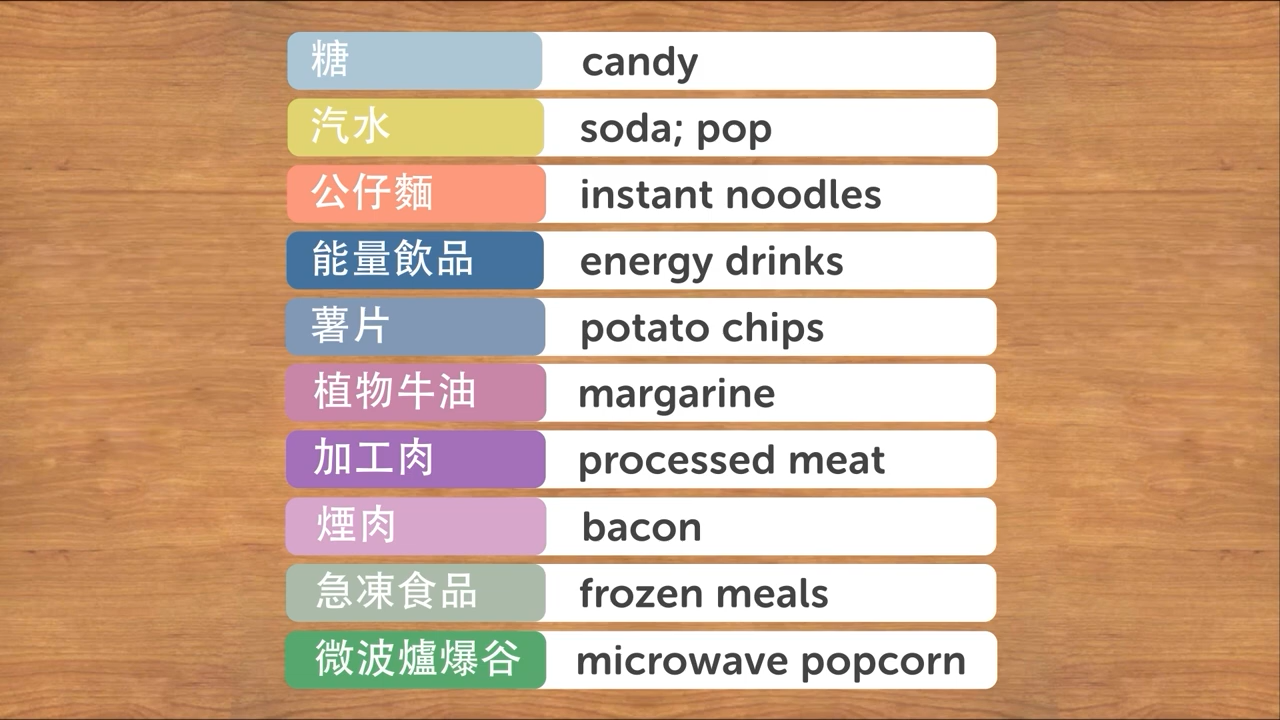 糖 candy
汽水 soda; pop
公仔麵 instant noodles
能量飲品 energy drinks
薯片 potato chips
植物牛油 margarine
加工肉 processed meat
煙肉 bacon
急凍食品 frozen meals
微波爐爆谷 microwave popcorn